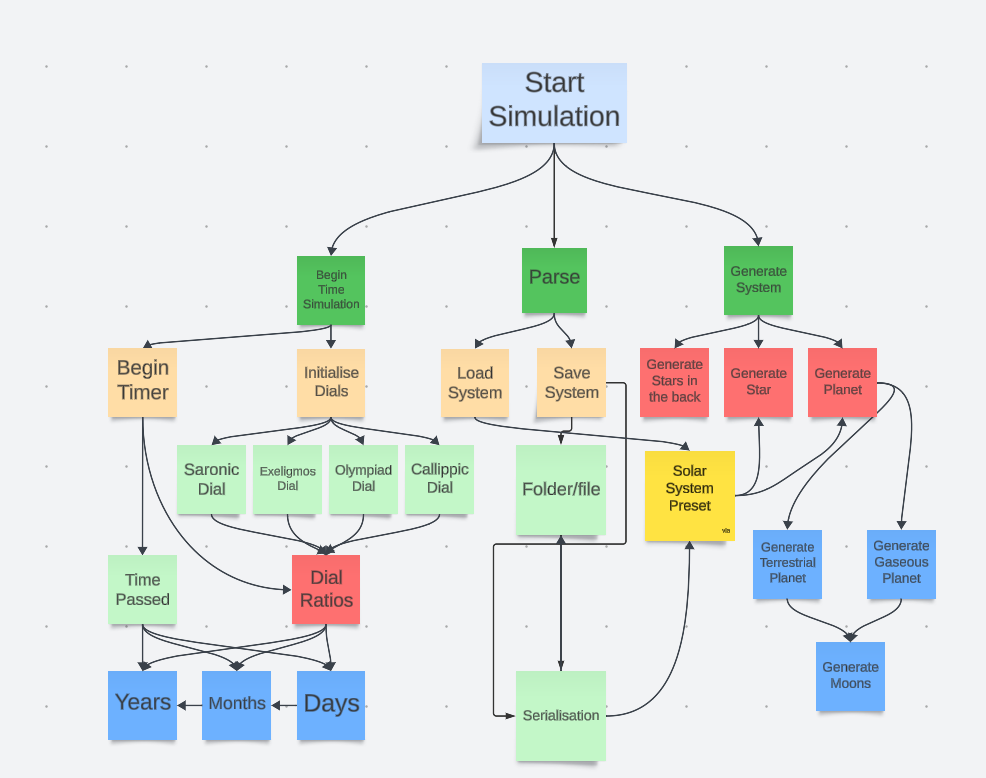 Start
Simulation
Begin
Time
Simulation
Parse
Generate
System
Begin
Timer
Initialise
Dials
Load
System
Save
System
Generate
Stars in
the back
Generate
Star
Generate
Planet
Saronic
Dial
Exeligmos
Dial
Olympiad
Dial
Callippic
Dial
Folder/file
Solar
System
Preset
Time
Passed
Dial
Ratios
Generate
Terrestrial
Planet
Generate
Gaseous
Planet
Years
Months
Days
Serialisation
Generate
Moons